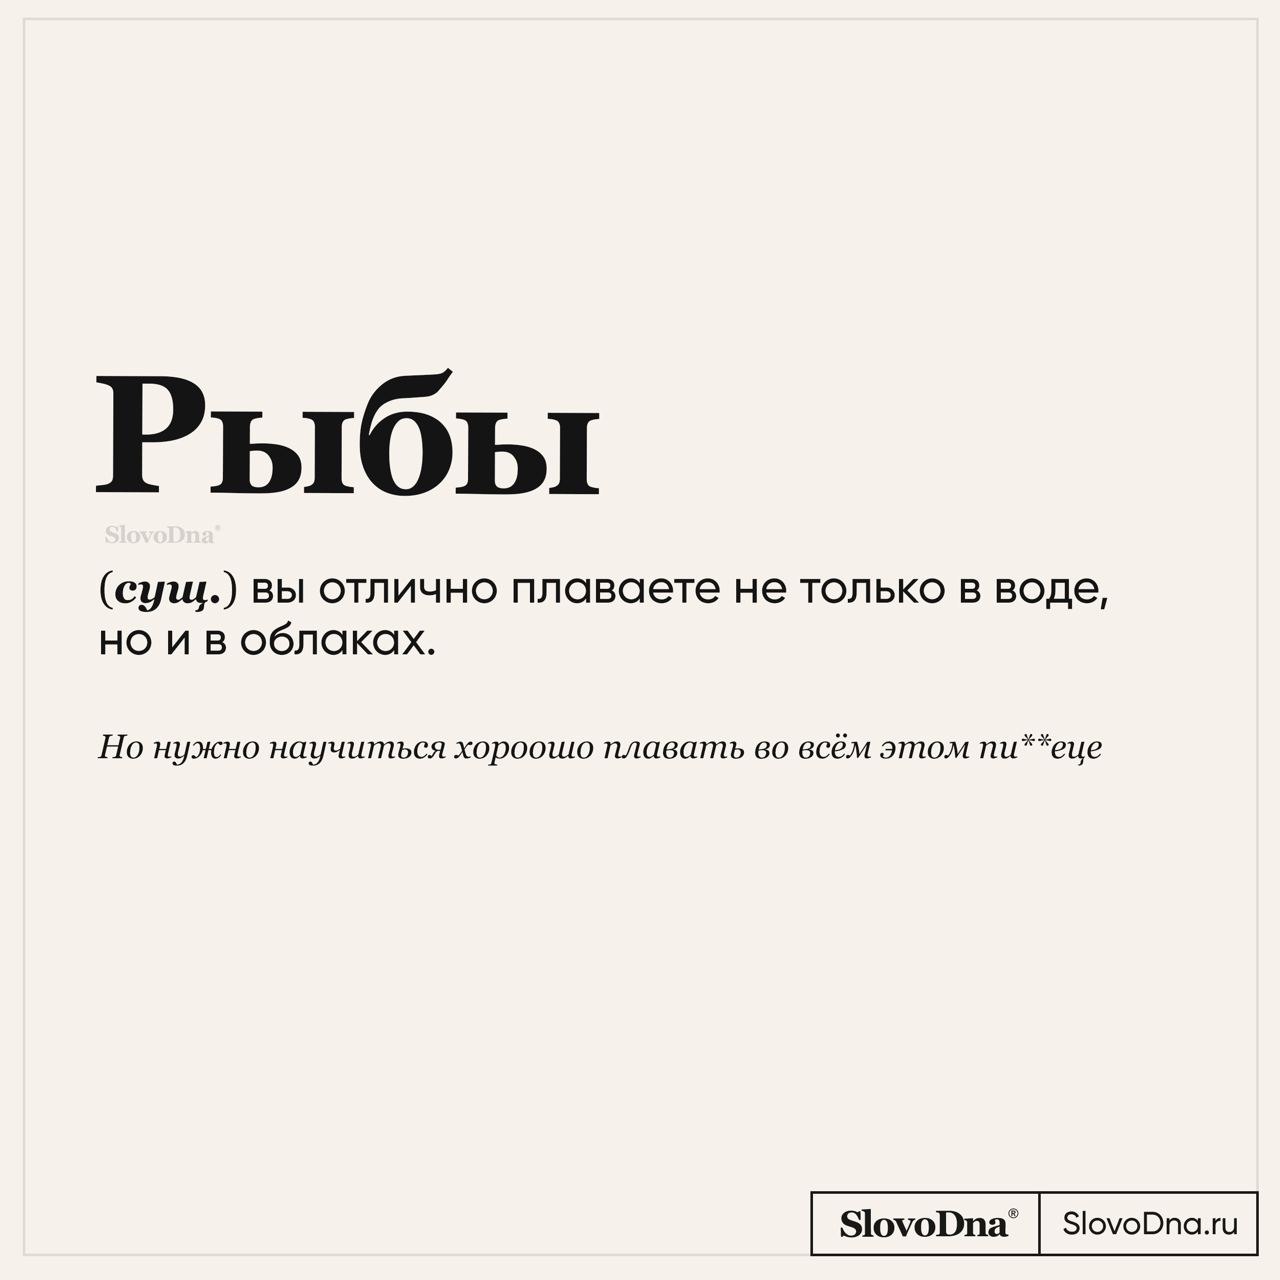 Рыбы
SlovoDna®
(сущ.) вы отлично плаваете не только в воде,
но и в облаках.
Но нужно научиться хороошо плавать во всём этом пи**еце
SlovoDna® SlovoDna.ru